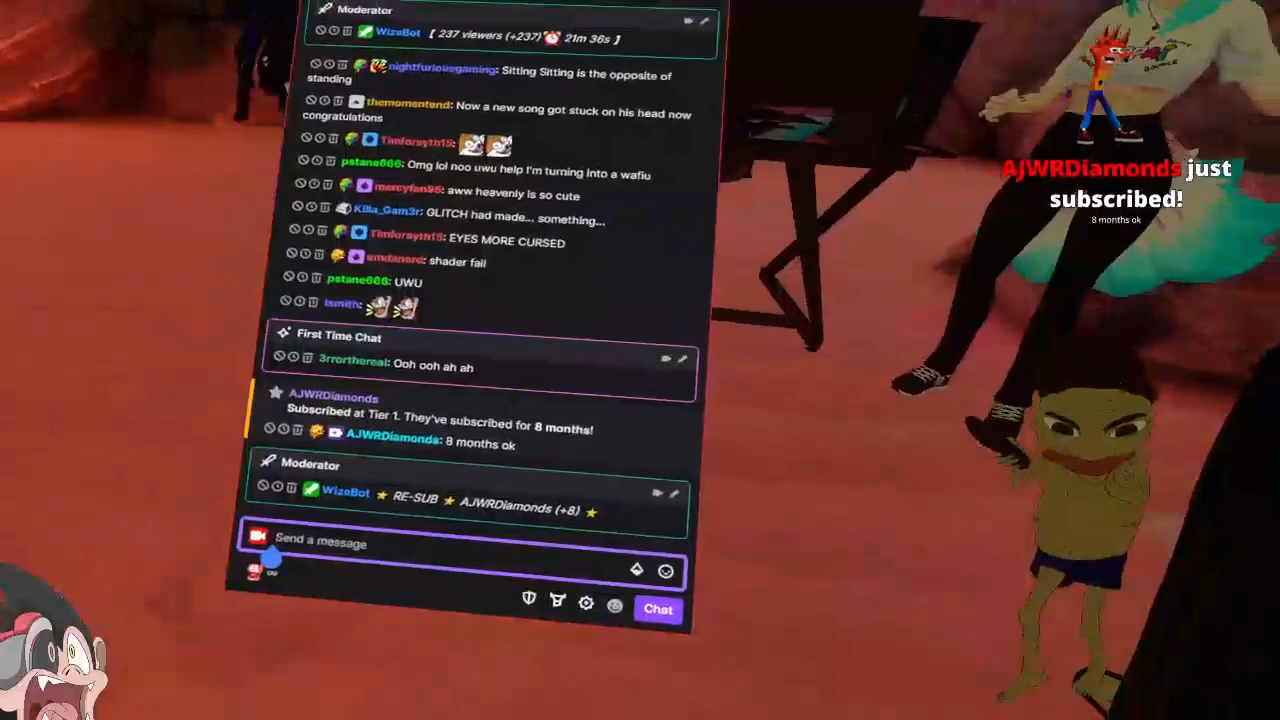 Moderator
WizeBot [ 237 viewers (+237) ⏰ 21m 36s ]
nightfuriousgaming: Sitting Sitting is the opposite of
standing
themomentend: Now a new song got stuck on his head now
congratulations
Timforsyth15:
pstane666: Omg lol noo uwu help I'm turning into a wafiu
mercyfan95: aww heavenly is so cute
Killa_Gam3r: GLITCH had made... something...
Timforsyth15: EYES MORE CURSED
emdanerd: shader fail
pstane666: UWU
ismith:
First Time Chat
3rrorthereal: Ooh ooh ah ah
AJWRDiamonds
Subscribed at Tier 1. They've subscribed for 8 months!
AJWRDiamonds: 8 months ok
Moderator
WizeBot ★ RE-SUB ★ AJWRDiamonds (+8) ★
Send a message
∞
Chat
AJWRDiamonds just
subscribed!
8 months ok